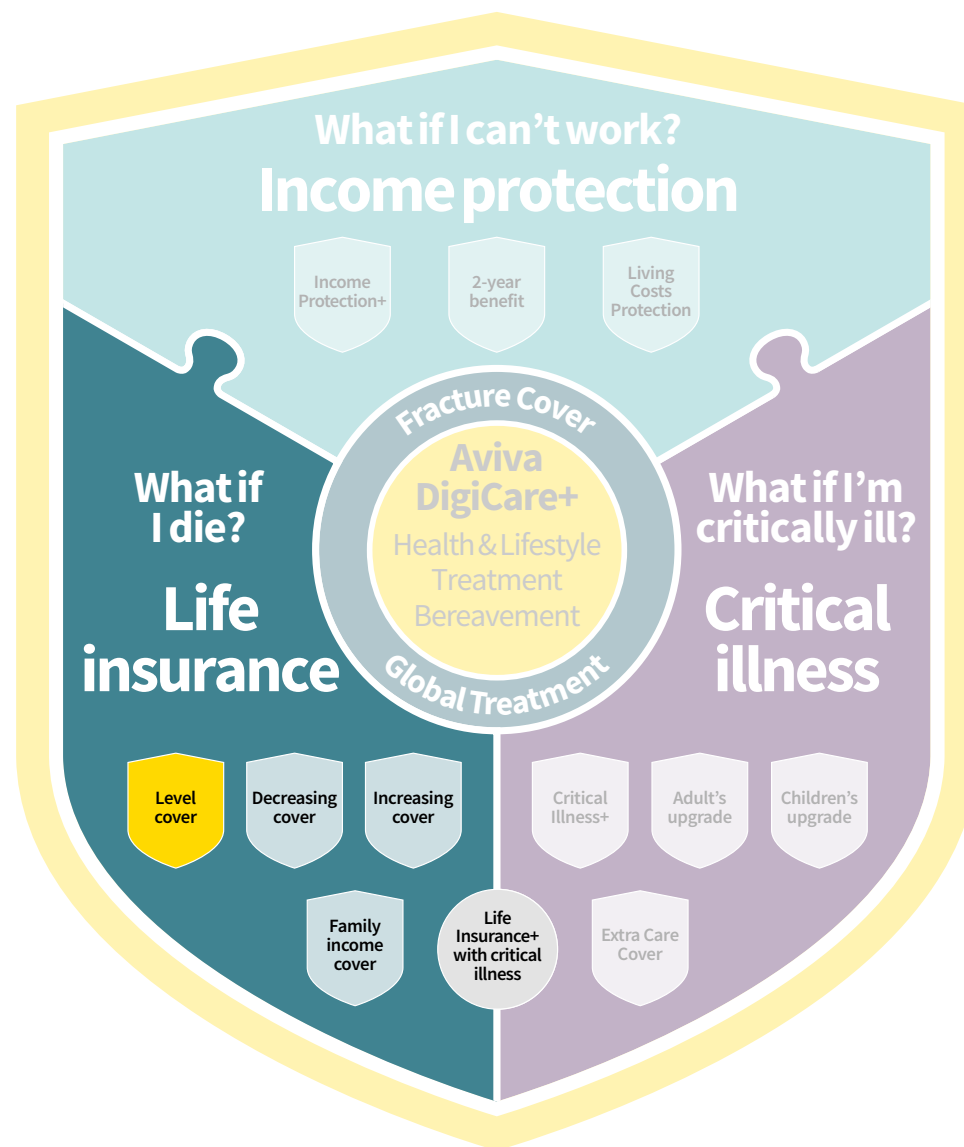 What if I can't work?
Income protection
Income
Protection+
2-year
benefit
Living
Costs
Protection
Fracture Cover
Aviva
DigiCare+
Health & Lifestyle
Treatment
Bereavement
Global Treatment
What if
I die?
Life
insurance
What if I'm
critically ill?
Critical
illness
Level
cover
Decreasing
cover
Increasing
cover
Critical
Illness+
Adult's
upgrade
Children's
upgrade
Family
income
cover
Life
Insurance+
with critical
illness
Extra Care
Cover